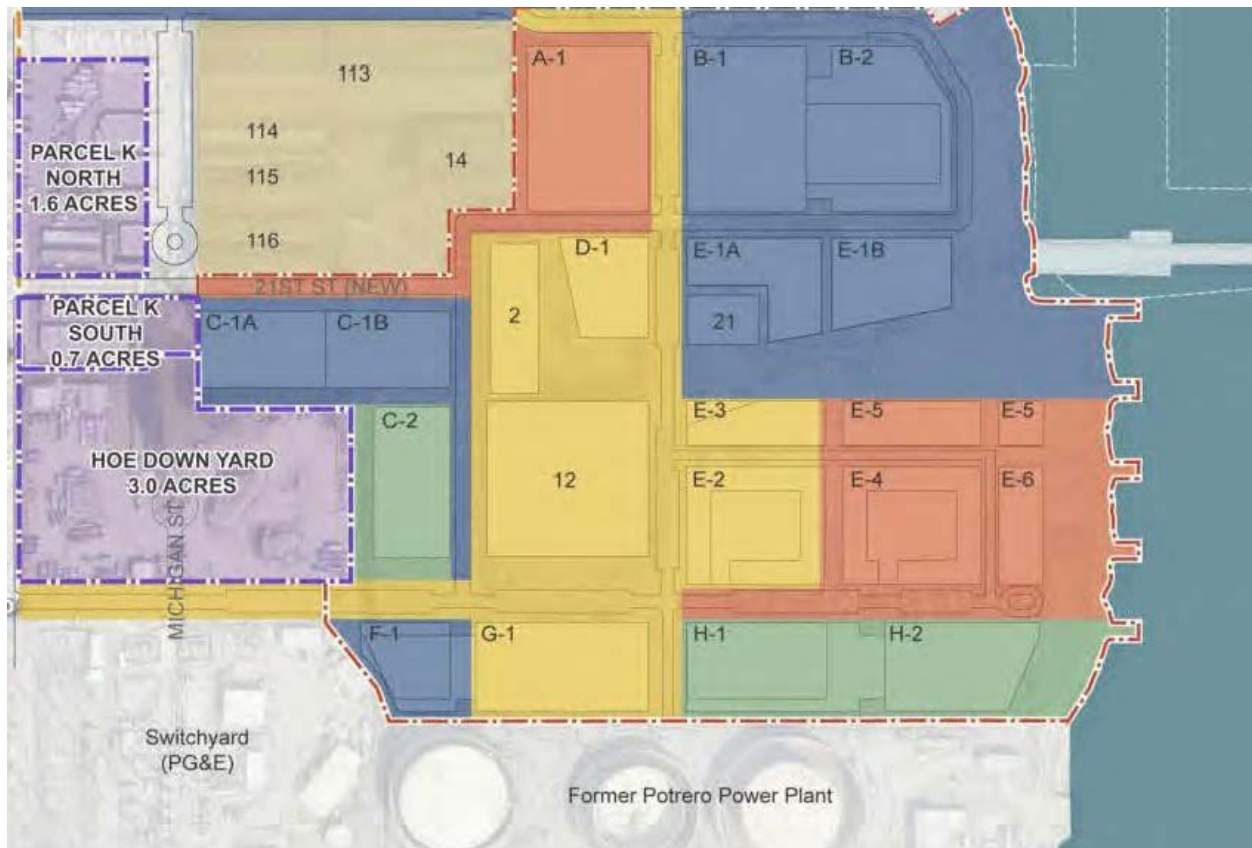 113
A-1
B-1
B-2
114
PARCEL K
NORTH
1.6 ACRES
14
115
116
D-1
E-1A
E-1B
21ST ST (NEW)
PARCEL K
SOUTH
0.7 ACRES
C-1A
C-1B
2
21
C-2
E-3
E-5
E-5
HOE DOWN YARD
3.0 ACRES
12
E-2
E-4
E-6
MICHIGAN ST
F-1
G-1
H-1
H-2
Switchyard
(PG&E)
Former Potrero Power Plant